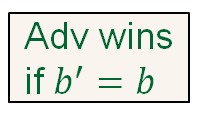 Adv wins
if b′ = b